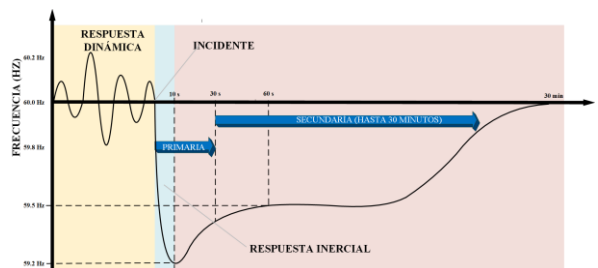 RESPUESTA
DINÁMICA
INCIDENTE
FRECUENCIA (HZ)
60.2 Hz
60.0 Hz
59.8 Hz
59.5 Hz
59.2 Hz
10 s
30 s
60 s
30 min
PRIMARIA
SECUNDARÍA (HASTA 30 MINUTOS)
RESPUESTA INERCIAL